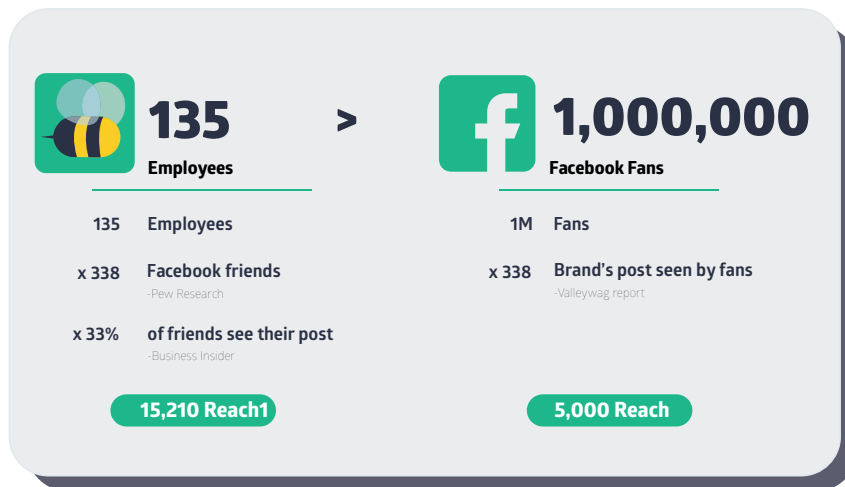 135
>
1,000,000
Employees
Facebook Fans
135 Employees
1M Fans
x 338 Facebook friends
-Pew Research
x 338 Brand's post seen by fans
-Valleywag report
x 33% of friends see their post
-Business Insider
15,210 Reach1
5,000 Reach